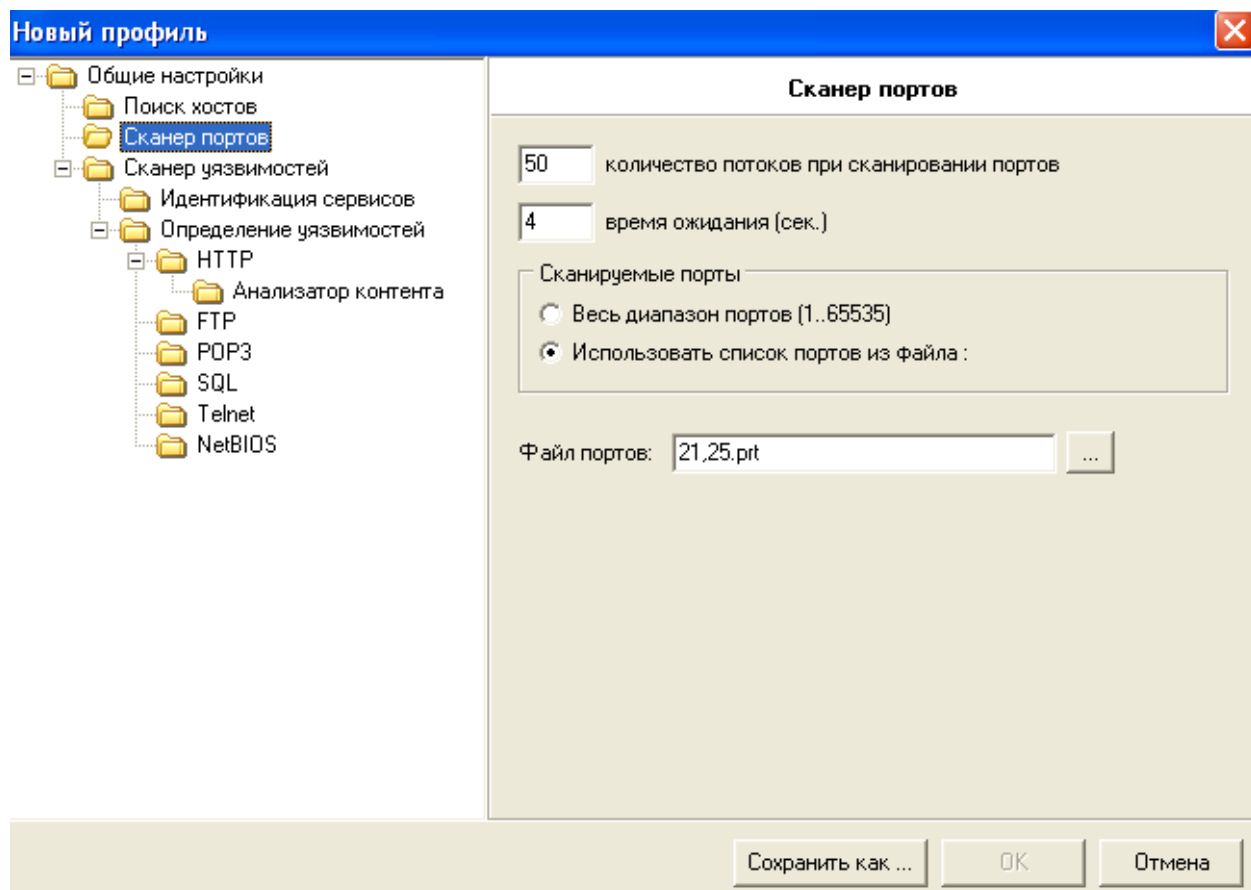 Новый профиль
Общие настройки
Поиск хостов
Сканер портов
Сканер уязвимостей
Идентификация сервисов
Определение уязвимостей
HTTP
Анализатор контента
FTP
POP3
SQL
Telnet
NetBIOS
Сканер портов
50 количество потоков при сканировании портов
4 время ожидания (сек.)
Сканируемые порты
Весь диапазон портов (1..65535)
Использовать список портов из файла :
Файл портов: 21,25.prt ...
Сохранить как ... OK Отмена